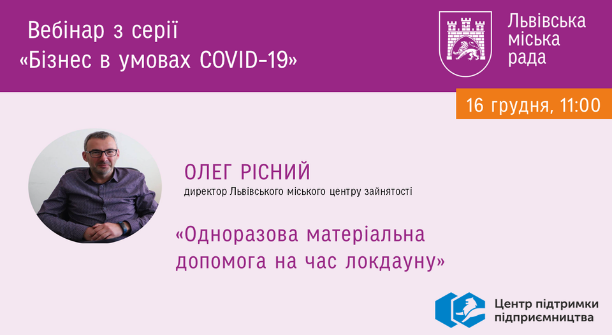 Вебінар з серії
«Бізнес в умовах COVID-19»
Львівська
міська
рада
16 грудня, 11:00
ОЛЕГ РІСНИЙ
директор Львівського міського центру зайнятості
«Одноразова матеріальна
допомога на час локдауну»
Центр підтримки
підприємництва